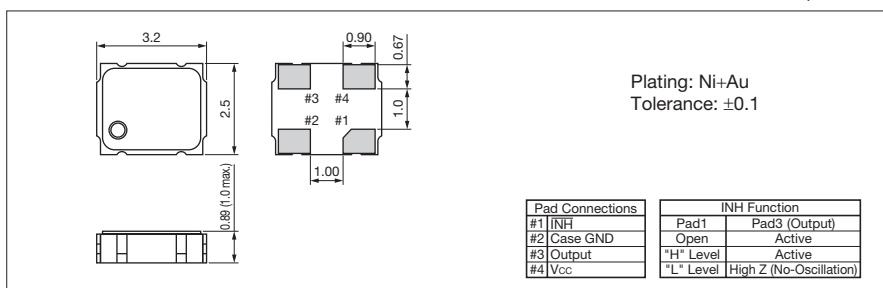 3.2
2.5
0.89 (1.0 max.)
0.90
0.67
#3 #4
#2 #1
1.0
1.00
Plating: Ni+Au
Tolerance: ±0.1
Pad Connections
#1 INH
#2 Case GND
#3 Output
#4 Vcc
INH Function
Pad1 Pad3 (Output)
Open Active
"H" Level Active
"L" Level High Z (No-Oscillation)